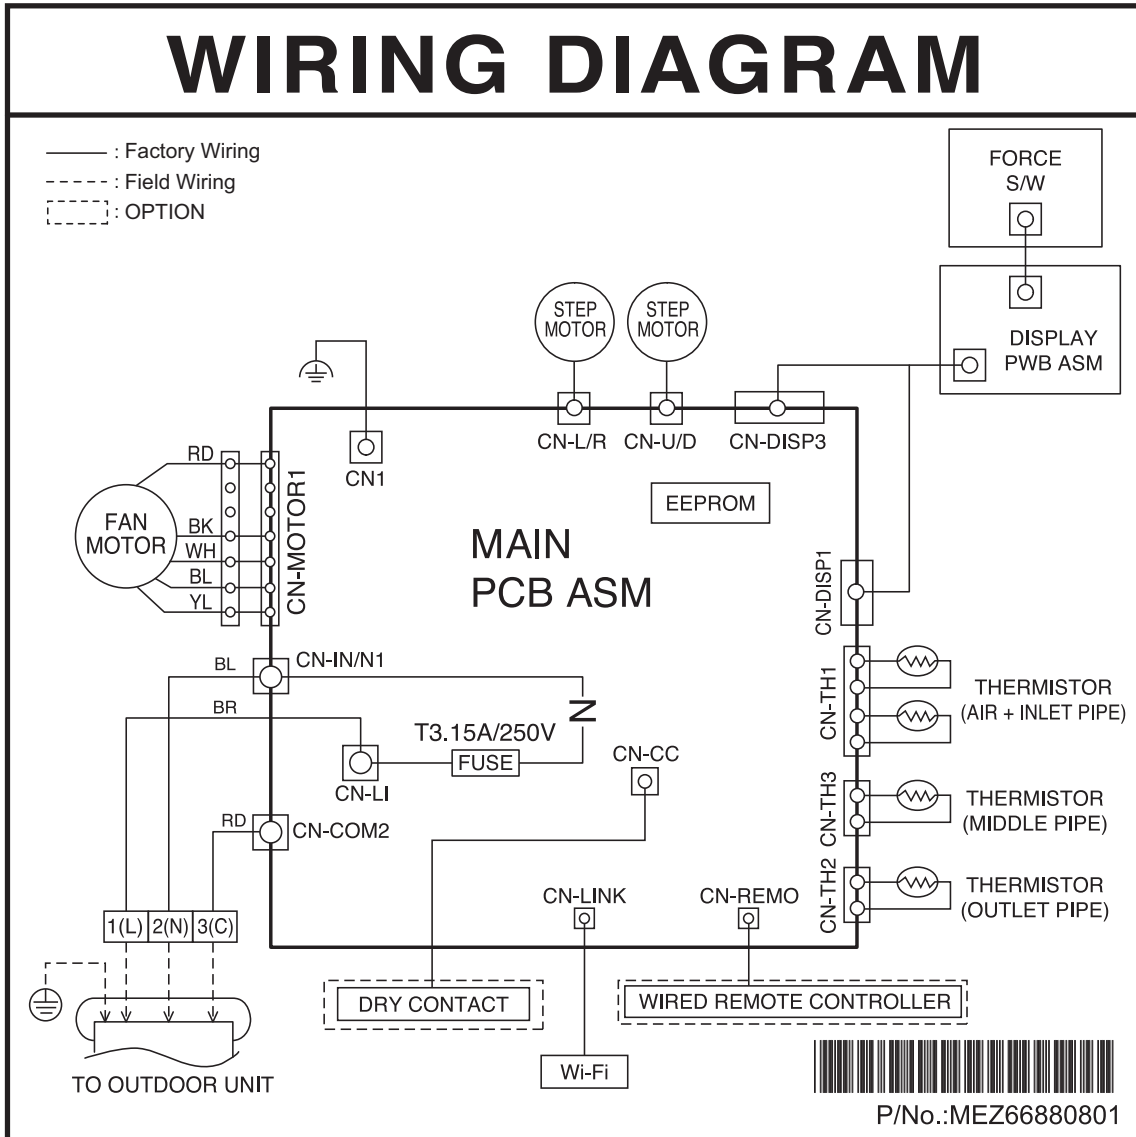 WIRING DIAGRAM
: Factory Wiring
: Field Wiring
: OPTION
FORCE
S/W
DISPLAY
PWB ASM
STEP
MOTOR
STEP
MOTOR
CN-L/R
CN-U/D
CN-DISP3
CN1
EEPROM
RD
BK
WH
BL
YL
FAN
MOTOR
CN-MOTOR1
MAIN
PCB ASM
CN-DISP1
CN-TH1
THERMISTOR
(AIR + INLET PIPE)
CN-TH3
THERMISTOR
(MIDDLE PIPE)
CN-TH2
THERMISTOR
(OUTLET PIPE)
BL
CN-IN/N1
BR
N
T3.15A/250V
FUSE
CN-LI
CN-CC
RD
CN-COM2
CN-LINK
CN-REMO
1(L) 2(N) 3(C)
DRY CONTACT
WIRED REMOTE CONTROLLER
Wi-Fi
TO OUTDOOR UNIT
P/No.:MEZ66880801